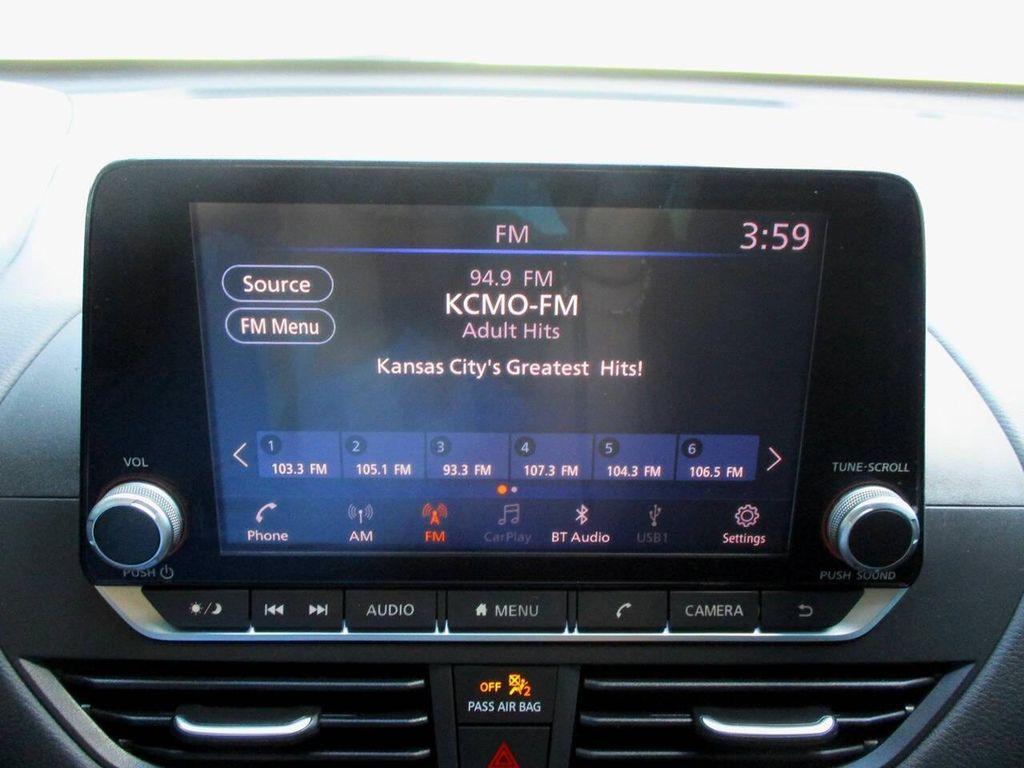 FM
3:59
Source
FM Menu
94.9 FM
KCMO-FM
Adult Hits
Kansas City's Greatest Hits!
1 2 3 4 5 6
103.3 FM 105.1 FM 93.3 FM 107.3 FM 104.3 FM 106.5 FM
Phone AM FM CarPlay BT Audio USB1 Settings
VOL
PUSH
TUNE·SCROLL
PUSH SOUND
AUDIO MENU CAMERA
OFF 2
PASS AIR BAG